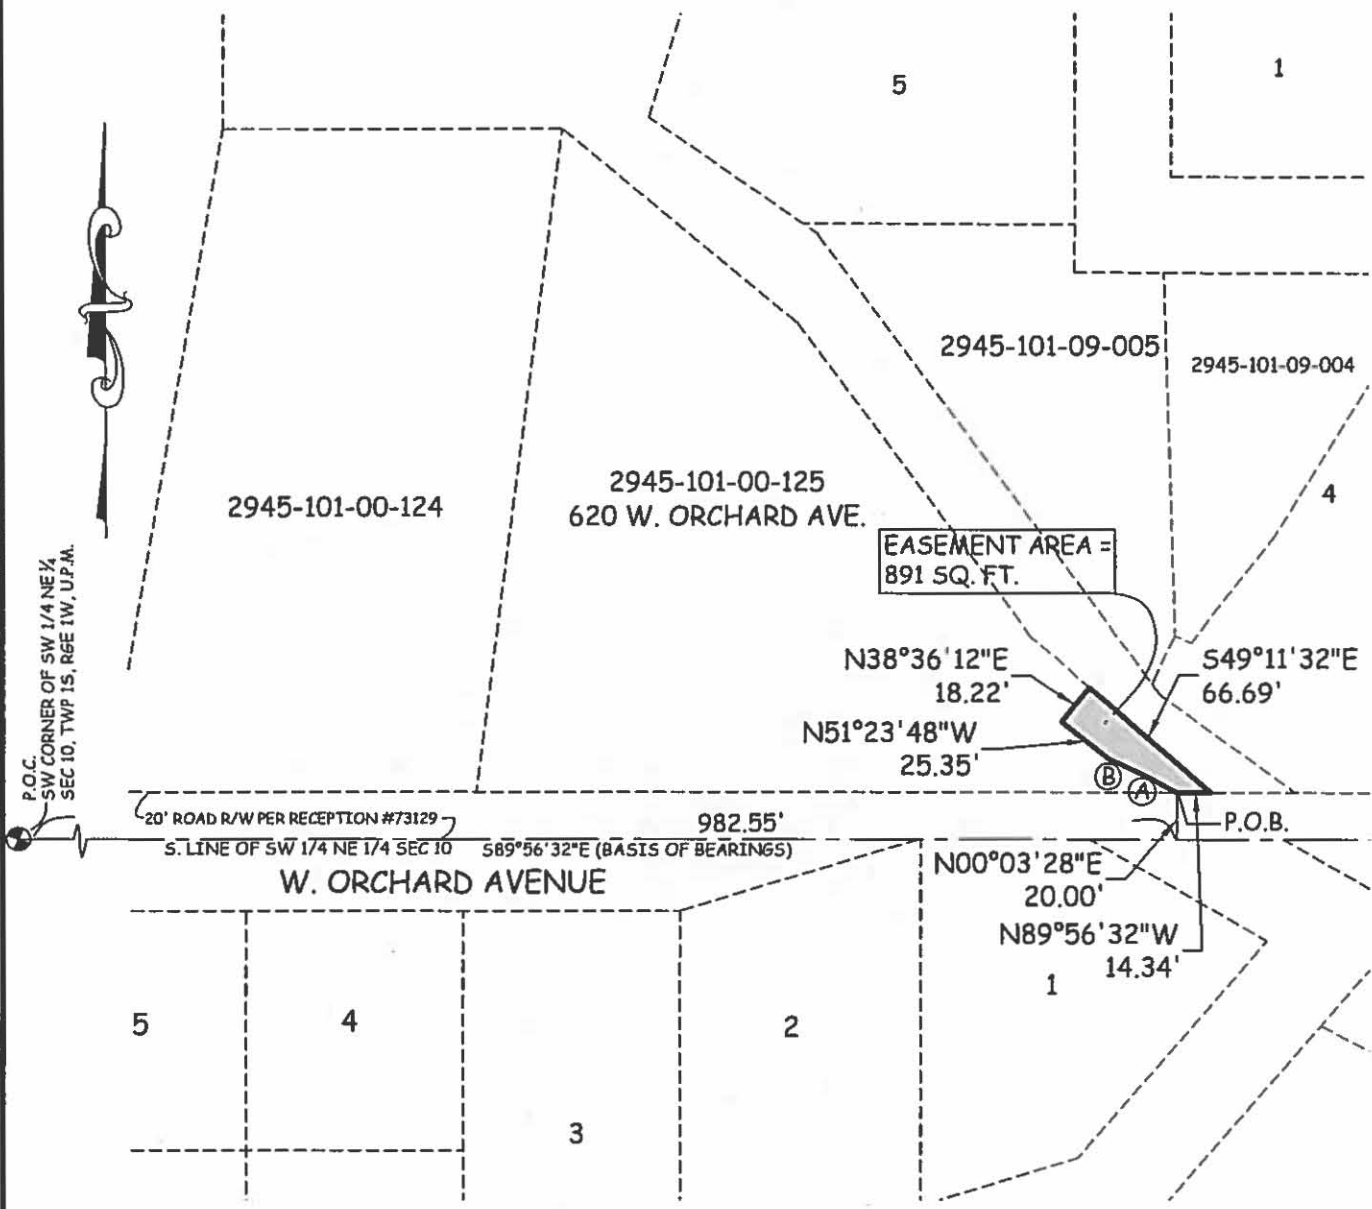 5
1
2945-101-09-005
2945-101-09-004
2945-101-00-124
2945-101-00-125
620 W. ORCHARD AVE.
4
EASEMENT AREA =
891 SQ. FT.
P.O.C.
SW CORNER OF SW 1/4 NE ¼
SEC 10, TWP 1S, RGE 1W, U.P.M.
N38°36'12"E
18.22'
S49°11'32"E
66.69'
N51°23'48"W
25.35'
B
A
20' ROAD R/W PER RECEPTION #73129
982.55'
P.O.B.
S. LINE OF SW 1/4 NE 1/4 SEC 10
S89°56'32"E (BASIS OF BEARINGS)
W. ORCHARD AVENUE
N00°03'28"E
20.00'
N89°56'32"W
14.34'
1
5
4
2
3